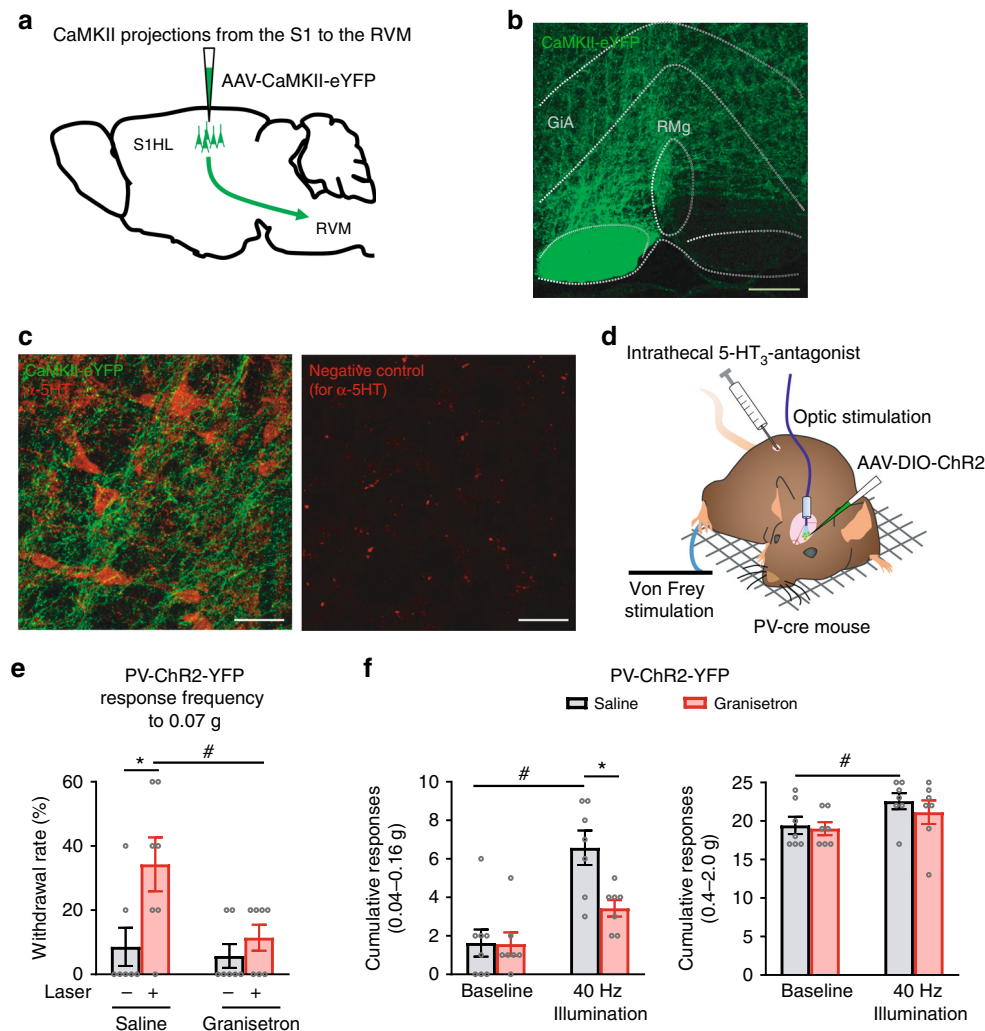 a
CaMKII projections from the S1 to the RVM
AAV-CaMKII-eYFP
S1HL
RVM
b
CaMKII-eYFP
GiA
RMg
c
CaMKII-eYFP
α-5HT
Negative control
(for α-5HT)
d
Intrathecal 5-HT₃-antagonist
Optic stimulation
AAV-DIO-ChR2
Von Frey
stimulation
PV-cre mouse
e
PV-ChR2-YFP
response frequency
to 0.07 g
*
#
Withdrawal rate (%)
60
40
20
0
Laser – + – +
Saline Granisetron
f
PV-ChR2-YFP
Saline Granisetron
#
*
Cumulative responses
(0.04–0.16 g)
10
8
6
4
2
0
Baseline 40 Hz
Illumination
#
Cumulative responses
(0.4–2.0 g)
25
20
15
10
5
0
Baseline 40 Hz
Illumination